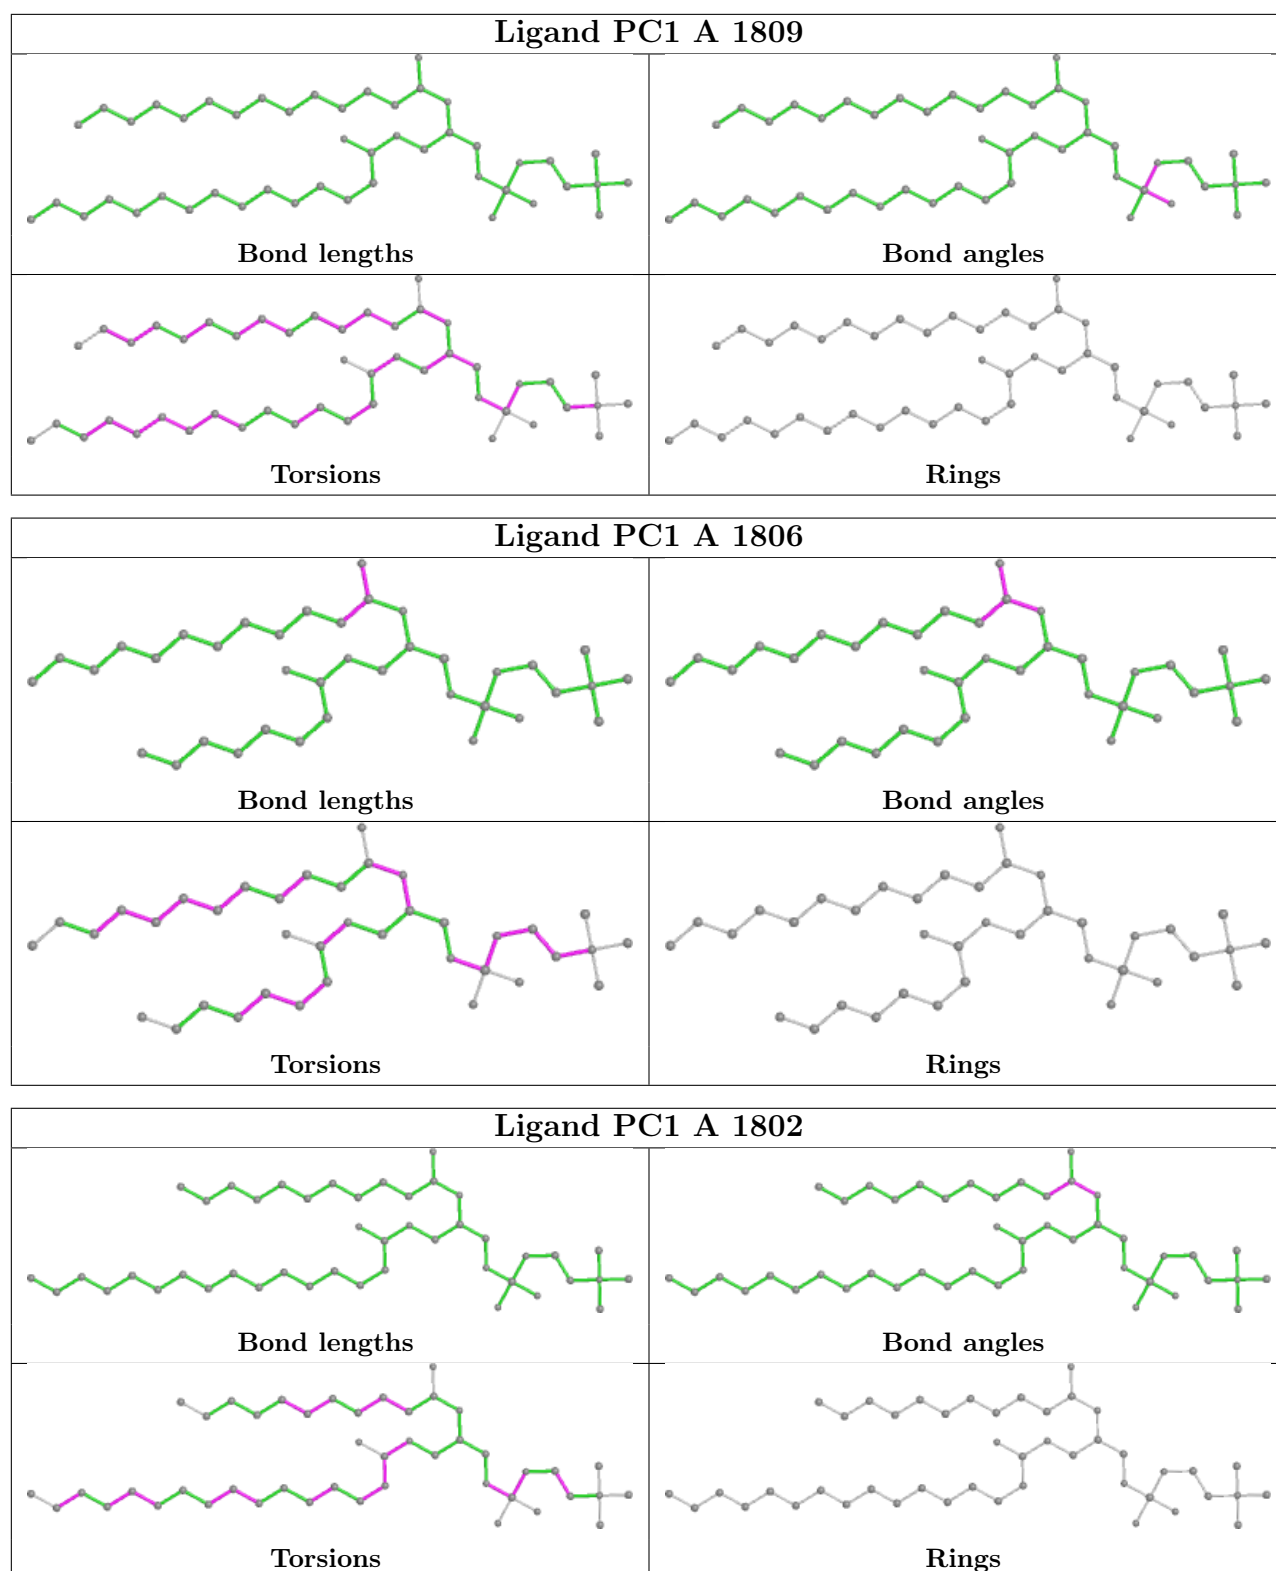 Ligand PC1 A 1809
Bond lengths
Bond angles
Torsions
Rings
Ligand PC1 A 1806
Bond lengths
Bond angles
Torsions
Rings
Ligand PC1 A 1802
Bond lengths
Bond angles
Torsions
Rings